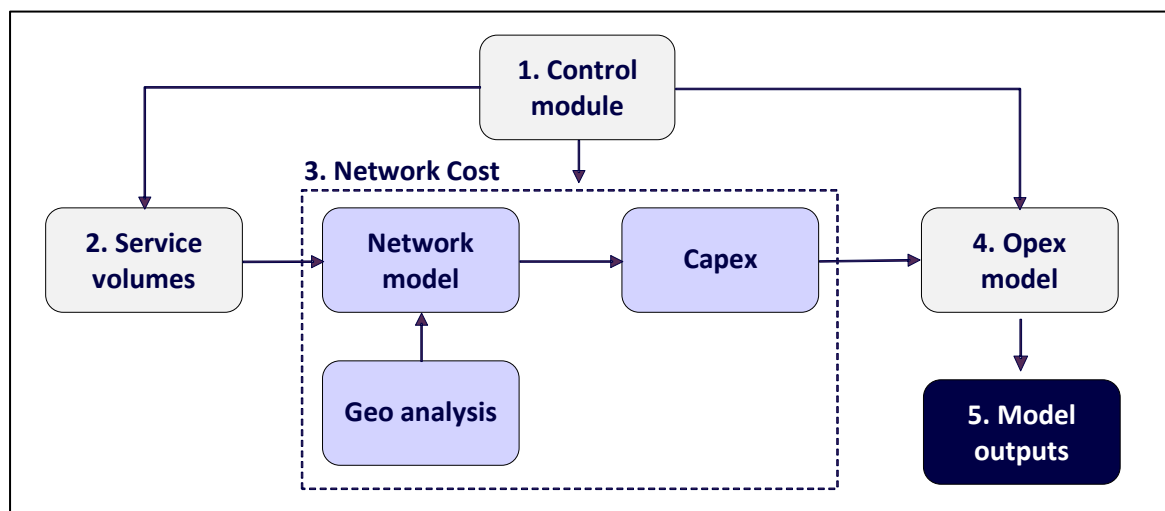 1. Control
module
3. Network Cost
2. Service
volumes
Network
model
Capex
4. Opex
model
Geo analysis
5. Model
outputs